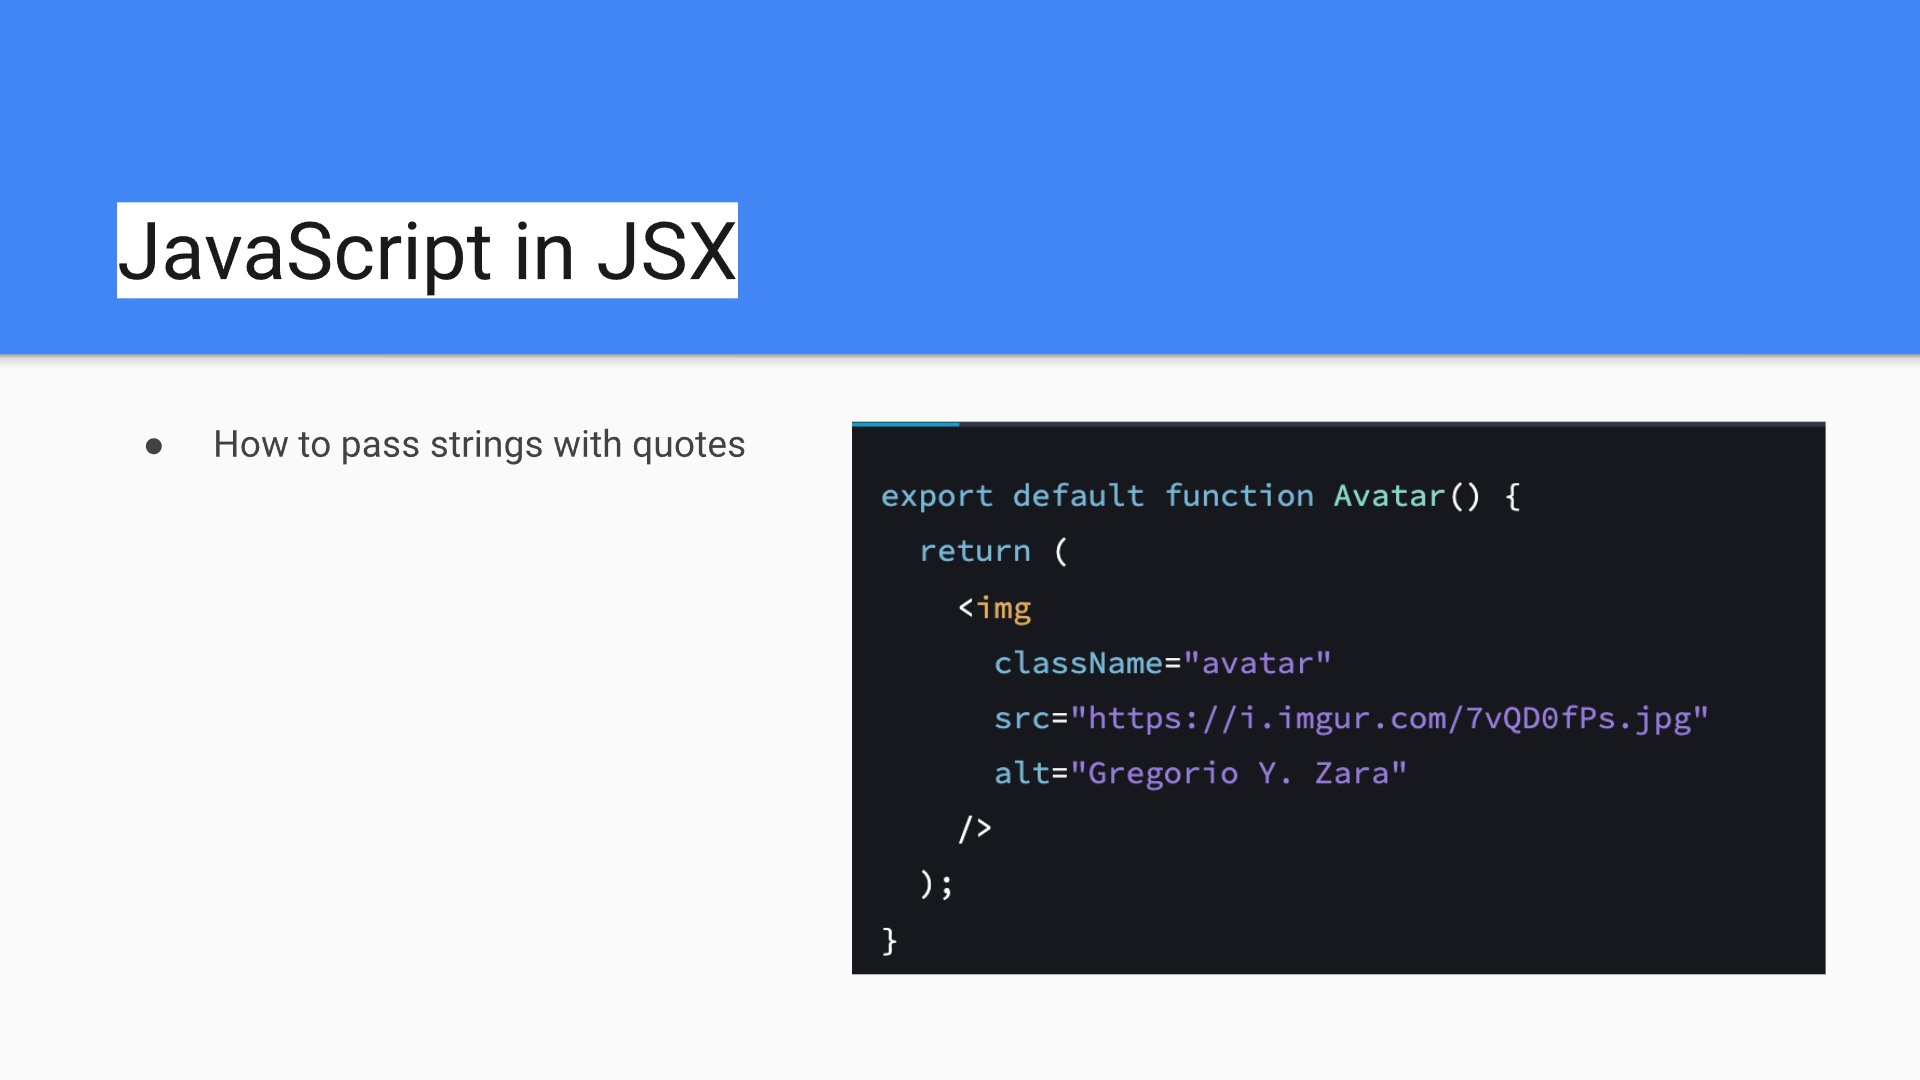 JavaScript in JSX
● How to pass strings with quotes
export default function Avatar() {
  return (
    <img
      className="avatar"
      src="https://i.imgur.com/7vQD0fPs.jpg"
      alt="Gregorio Y. Zara"
    />
  );
}